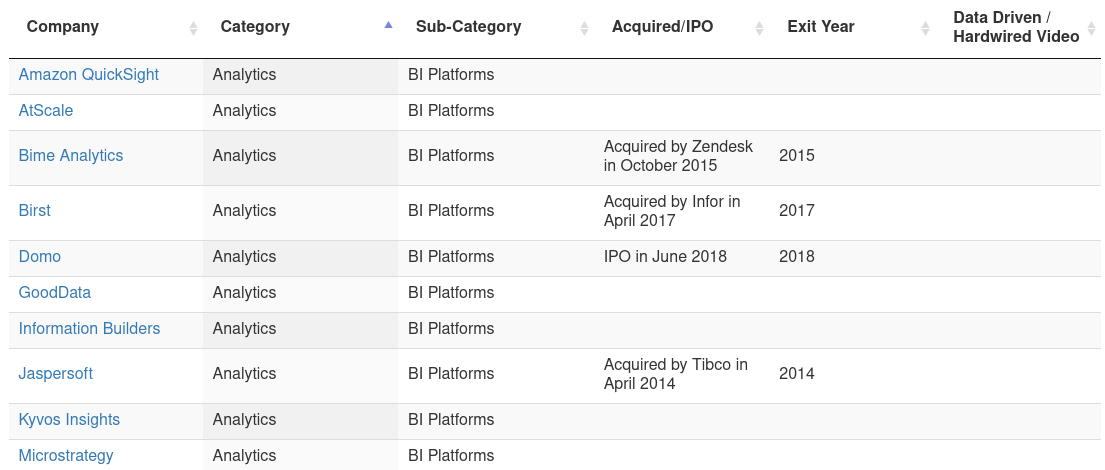 Company Category Sub-Category Acquired/IPO Exit Year Data Driven /
Hardwired Video
Amazon QuickSight Analytics BI Platforms
AtScale Analytics BI Platforms
Bime Analytics Analytics BI Platforms Acquired by Zendesk
in October 2015 2015
Birst Analytics BI Platforms Acquired by Infor in
April 2017 2017
Domo Analytics BI Platforms IPO in June 2018 2018
GoodData Analytics BI Platforms
Information Builders Analytics BI Platforms
Jaspersoft Analytics BI Platforms Acquired by Tibco in
April 2014 2014
Kyvos Insights Analytics BI Platforms
Microstrategy Analytics BI Platforms